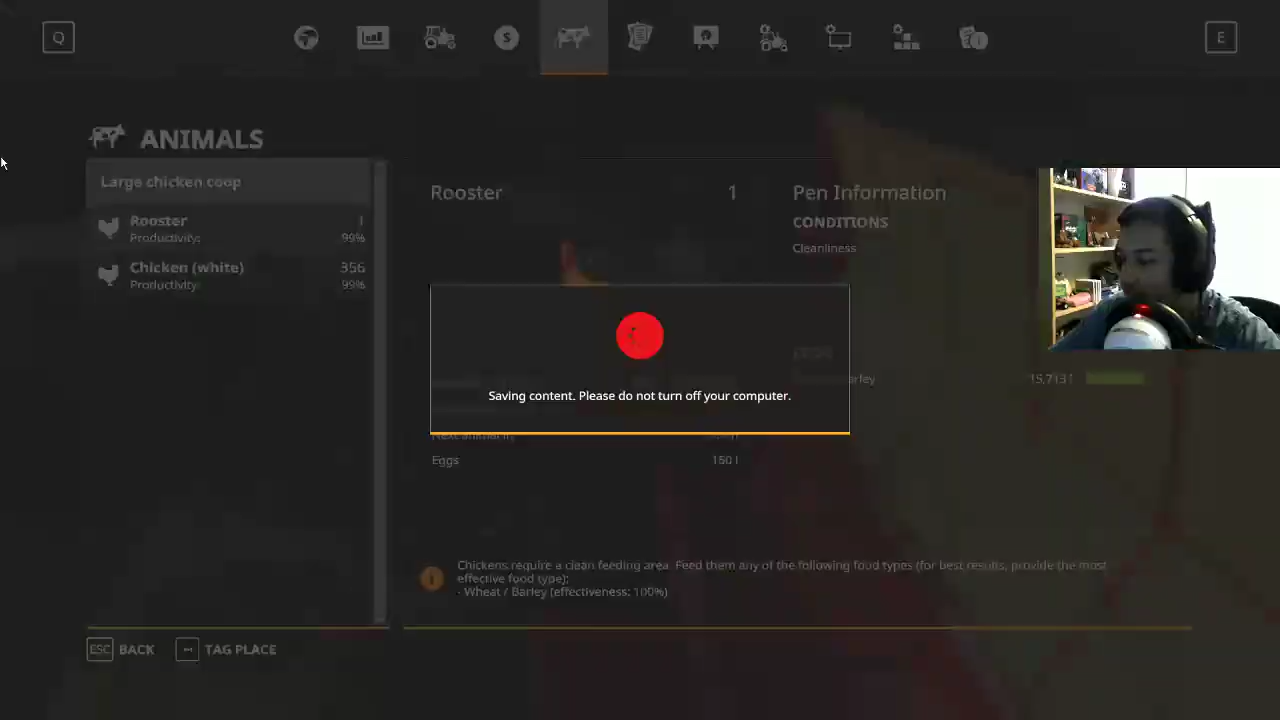 Q
E
ANIMALS
Large chicken coop
Rooster 1
Productivity: 99%
Chicken (white) 356
Productivity: 99%
Rooster 1
Eggs 150 l
Pen Information
CONDITIONS
Cleanliness
15,713 l
Saving content. Please do not turn off your computer.
Chickens require a clean feeding area. Feed them any of the following food types (for best results, provide the most
effective food type):
- Wheat / Barley (effectiveness: 100%)
ESC BACK
TAG PLACE